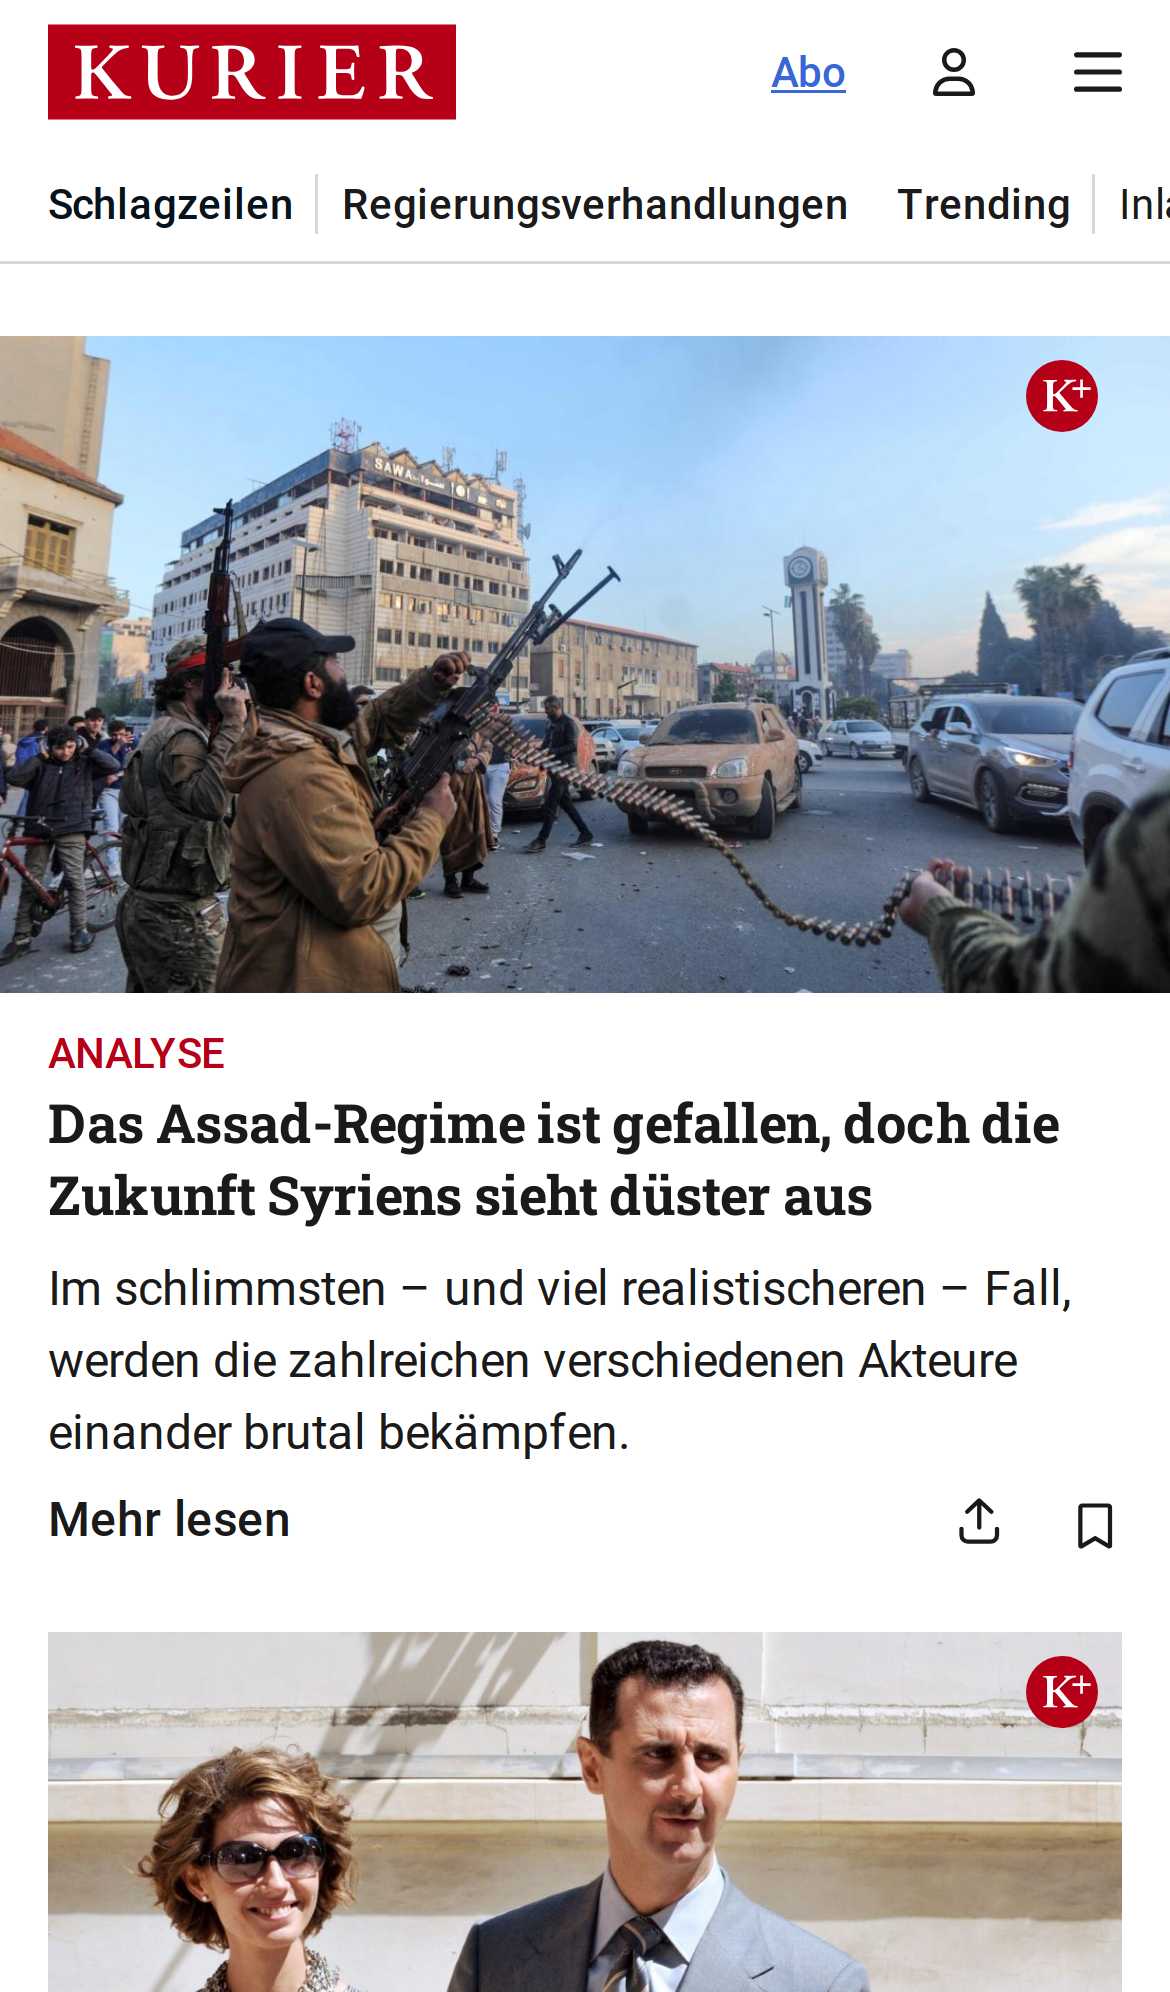 KURIER
Abo
Schlagzeilen
Regierungsverhandlungen
Trending
K+
SAWA
ANALYSE
Das Assad-Regime ist gefallen, doch die
Zukunft Syriens sieht düster aus
Im schlimmsten – und viel realistischeren – Fall,
werden die zahlreichen verschiedenen Akteure
einander brutal bekämpfen.
Mehr lesen
K+